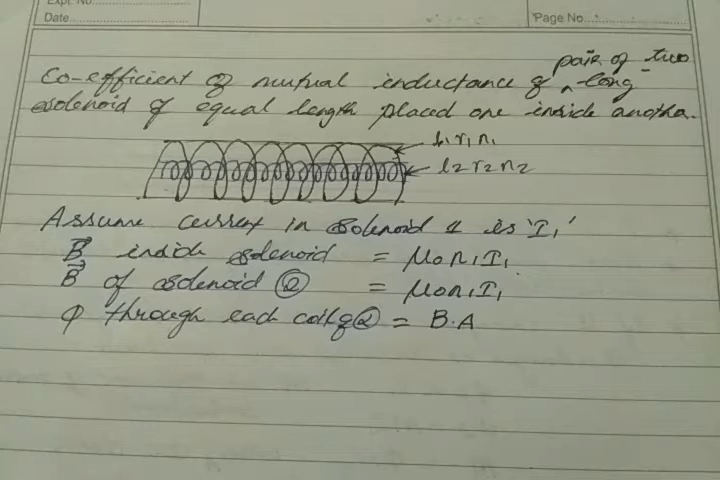 Expt. No.
Date
Page No.
pair of two
Co-efficient of mutual inductance of ^ long
solenoid of equal length placed one inside another.
l₁ r₁ n₁
l₂ r₂ n₂
Assume current in solenoid 1 is 'I₁'
B⃗ inside solenoid = μ₀n₁I₁
B⃗ of solenoid ② = μ₀n₁I₁
φ through each coil of ② = B.A